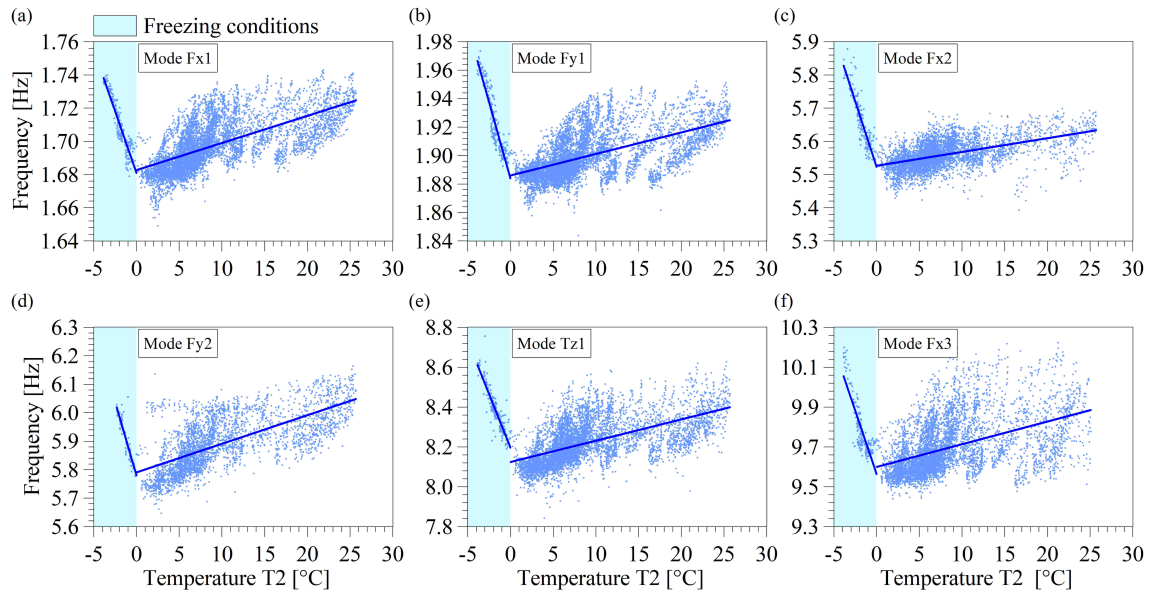 (a) Freezing conditions (b) (c)
1.76 1.98 5.9
Mode Fx1 Mode Fy1 Mode Fx2
1.74 1.96 5.8
1.72 1.94 5.7
1.92 5.6
1.70 1.90 5.5
1.68 1.88
1.66 1.86 5.4
1.64 1.84 5.3
Frequency [Hz]
-5 0 5 10 15 20 25 30 -5 0 5 10 15 20 25 30 -5 0 5 10 15 20 25 30
(d) (e) (f)
6.3 8.8 10.3
Mode Fy2 Mode Tz1 Mode Fx3
6.2
6.1 8.6 10.1
6.0 8.4 9.9
5.9 8.2 9.7
5.8
5.7 8.0 9.5
5.6 7.8 9.3
Frequency [Hz]
-5 0 5 10 15 20 25 30 -5 0 5 10 15 20 25 30 -5 0 5 10 15 20 25 30
Temperature T2 [°C] Temperature T2 [°C] Temperature T2 [°C]